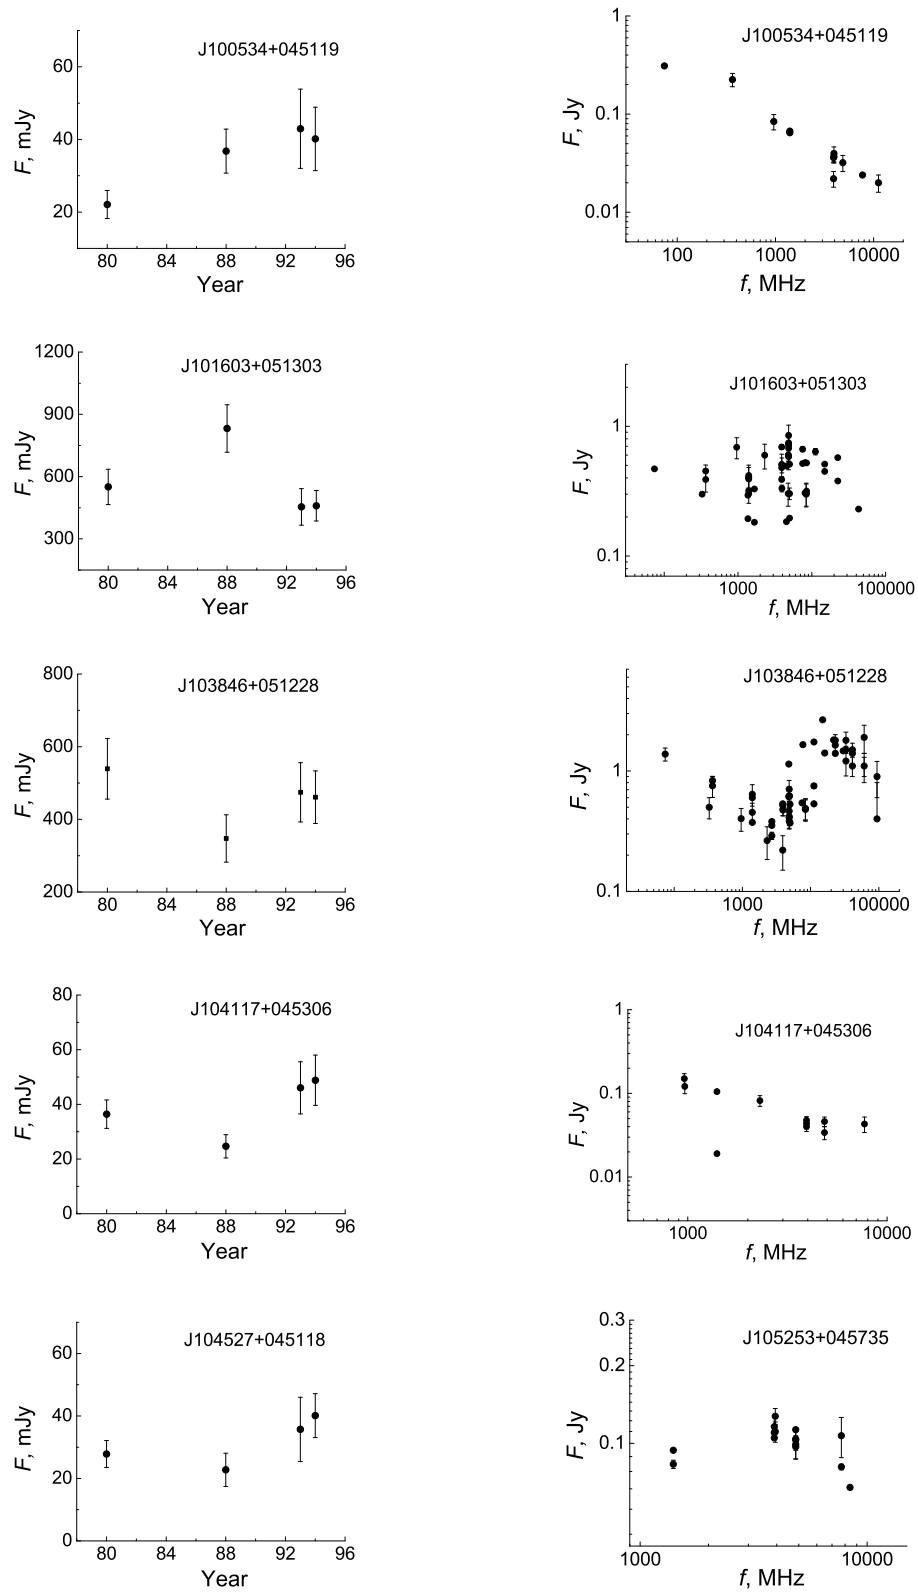 J100534+045119
60
40
20
F, mJy
80 84 88 92 96
Year
J100534+045119
1
0.1
0.01
F, Jy
100 1000 10000
f, MHz
J101603+051303
1200
900
600
300
F, mJy
80 84 88 92 96
Year
J101603+051303
1
0.1
F, Jy
1000 100000
f, MHz
J103846+051228
800
600
400
200
F, mJy
80 84 88 92 96
Year
J103846+051228
1
0.1
F, Jy
1000 100000
f, MHz
J104117+045306
80
60
40
20
0
F, mJy
80 84 88 92 96
Year
J104117+045306
1
0.1
0.01
F, Jy
1000 10000
f, MHz
J104527+045118
60
40
20
0
F, mJy
80 84 88 92 96
Year
J105253+045735
0.3
0.2
0.1
F, Jy
1000 10000
f, MHz